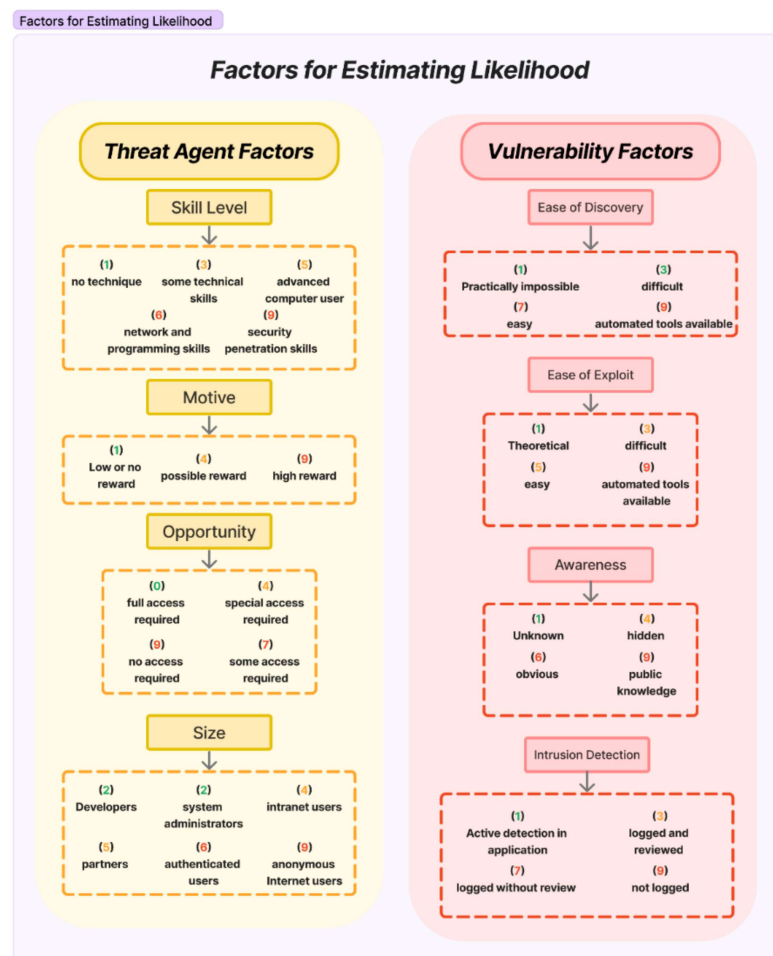 Factors for Estimating Likelihood
Factors for Estimating Likelihood
Threat Agent Factors
Skill Level
(1) (3) (5)
no technique some technical advanced
skills computer user
(6) (9)
network and security
programming skills penetration skills
Motive
(1) (4) (9)
Low or no possible reward high reward
reward
Opportunity
(0) (4)
full access special access
required required
(9) (7)
no access some access
required required
Size
(2) (2) (4)
Developers system intranet users
administrators
(5) (6) (9)
partners authenticated anonymous
users Internet users
Vulnerability Factors
Ease of Discovery
(1) (3)
Practically impossible difficult
(7) (9)
easy automated tools available
Ease of Exploit
(1) (3)
Theoretical difficult
(5) (9)
easy automated tools
available
Awareness
(1) (4)
Unknown hidden
(6) (9)
obvious public
knowledge
Intrusion Detection
(1) (3)
Active detection in logged and
application reviewed
(7) (9)
logged without review not logged